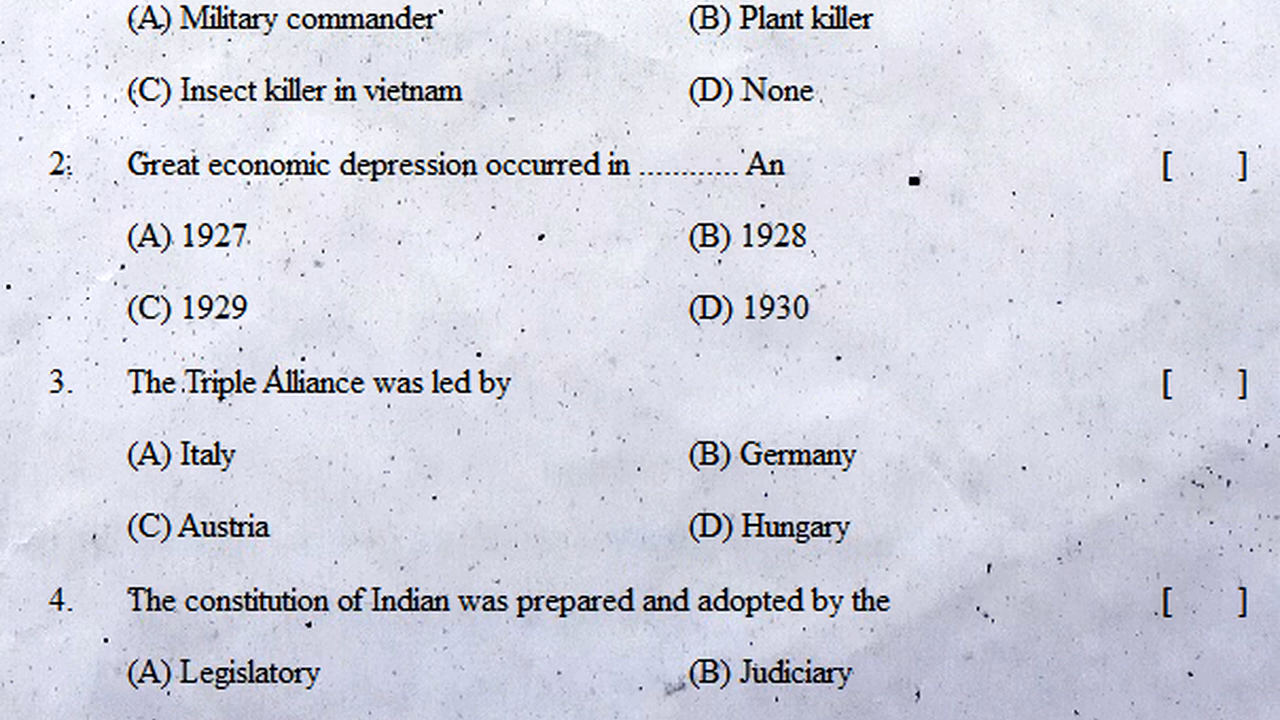 (A) Military commander
(B) Plant killer
(C) Insect killer in vietnam
(D) None
2. Great economic depression occurred in ............ An [ ]
(A) 1927
(B) 1928
(C) 1929
(D) 1930
3. The Triple Alliance was led by [ ]
(A) Italy
(B) Germany
(C) Austria
(D) Hungary
4. The constitution of Indian was prepared and adopted by the [ ]
(A) Legislatory
(B) Judiciary